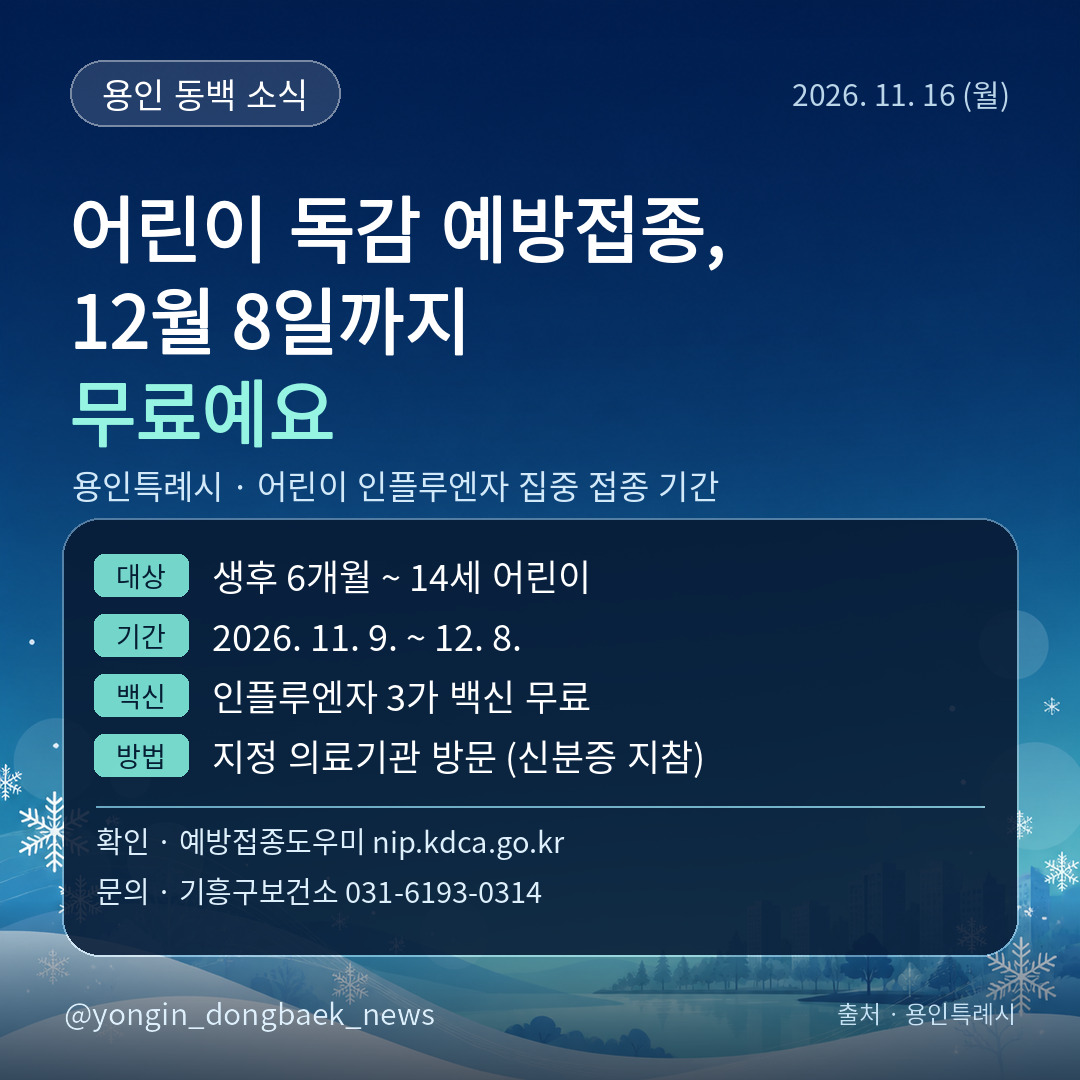 용인 동백 소식
2026. 11. 16 (월)
어린이 독감 예방접종,
12월 8일까지
무료예요
용인특례시 · 어린이 인플루엔자 집중 접종 기간
대상 생후 6개월 ~ 14세 어린이
기간 2026. 11. 9. ~ 12. 8.
백신 인플루엔자 3가 백신 무료
방법 지정 의료기관 방문 (신분증 지참)
확인 · 예방접종도우미 nip.kdca.go.kr
문의 · 기흥구보건소 031-6193-0314
@yongin_dongbaek_news
출처 · 용인특례시